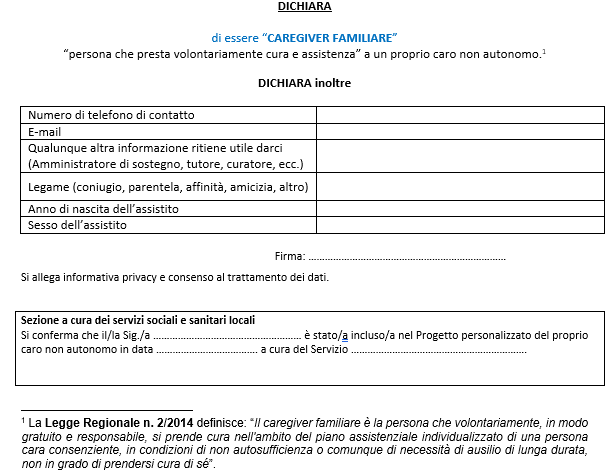 DICHIARA
di essere “CAREGIVER FAMILIARE”
“persona che presta volontariamente cura e assistenza” a un proprio caro non autonomo.¹
DICHIARA inoltre
Numero di telefono di contatto
E-mail
Qualunque altra informazione ritiene utile darci
(Amministratore di sostegno, tutore, curatore, ecc.)
Legame (coniugio, parentela, affinità, amicizia, altro)
Anno di nascita dell’assistito
Sesso dell’assistito
Firma: ……………………………………………………………
Si allega informativa privacy e consenso al trattamento dei dati.
Sezione a cura dei servizi sociali e sanitari locali
Si conferma che il/la Sig./a …………………………………………… è stato/a incluso/a nel Progetto personalizzato del proprio
caro non autonomo in data ……………………………… a cura del Servizio ……………………………………………………
¹ La Legge Regionale n. 2/2014 definisce: “Il caregiver familiare è la persona che volontariamente, in modo
gratuito e responsabile, si prende cura nell'ambito del piano assistenziale individualizzato di una persona
cara consenziente, in condizioni di non autosufficienza o comunque di necessità di ausilio di lunga durata,
non in grado di prendersi cura di sé”.